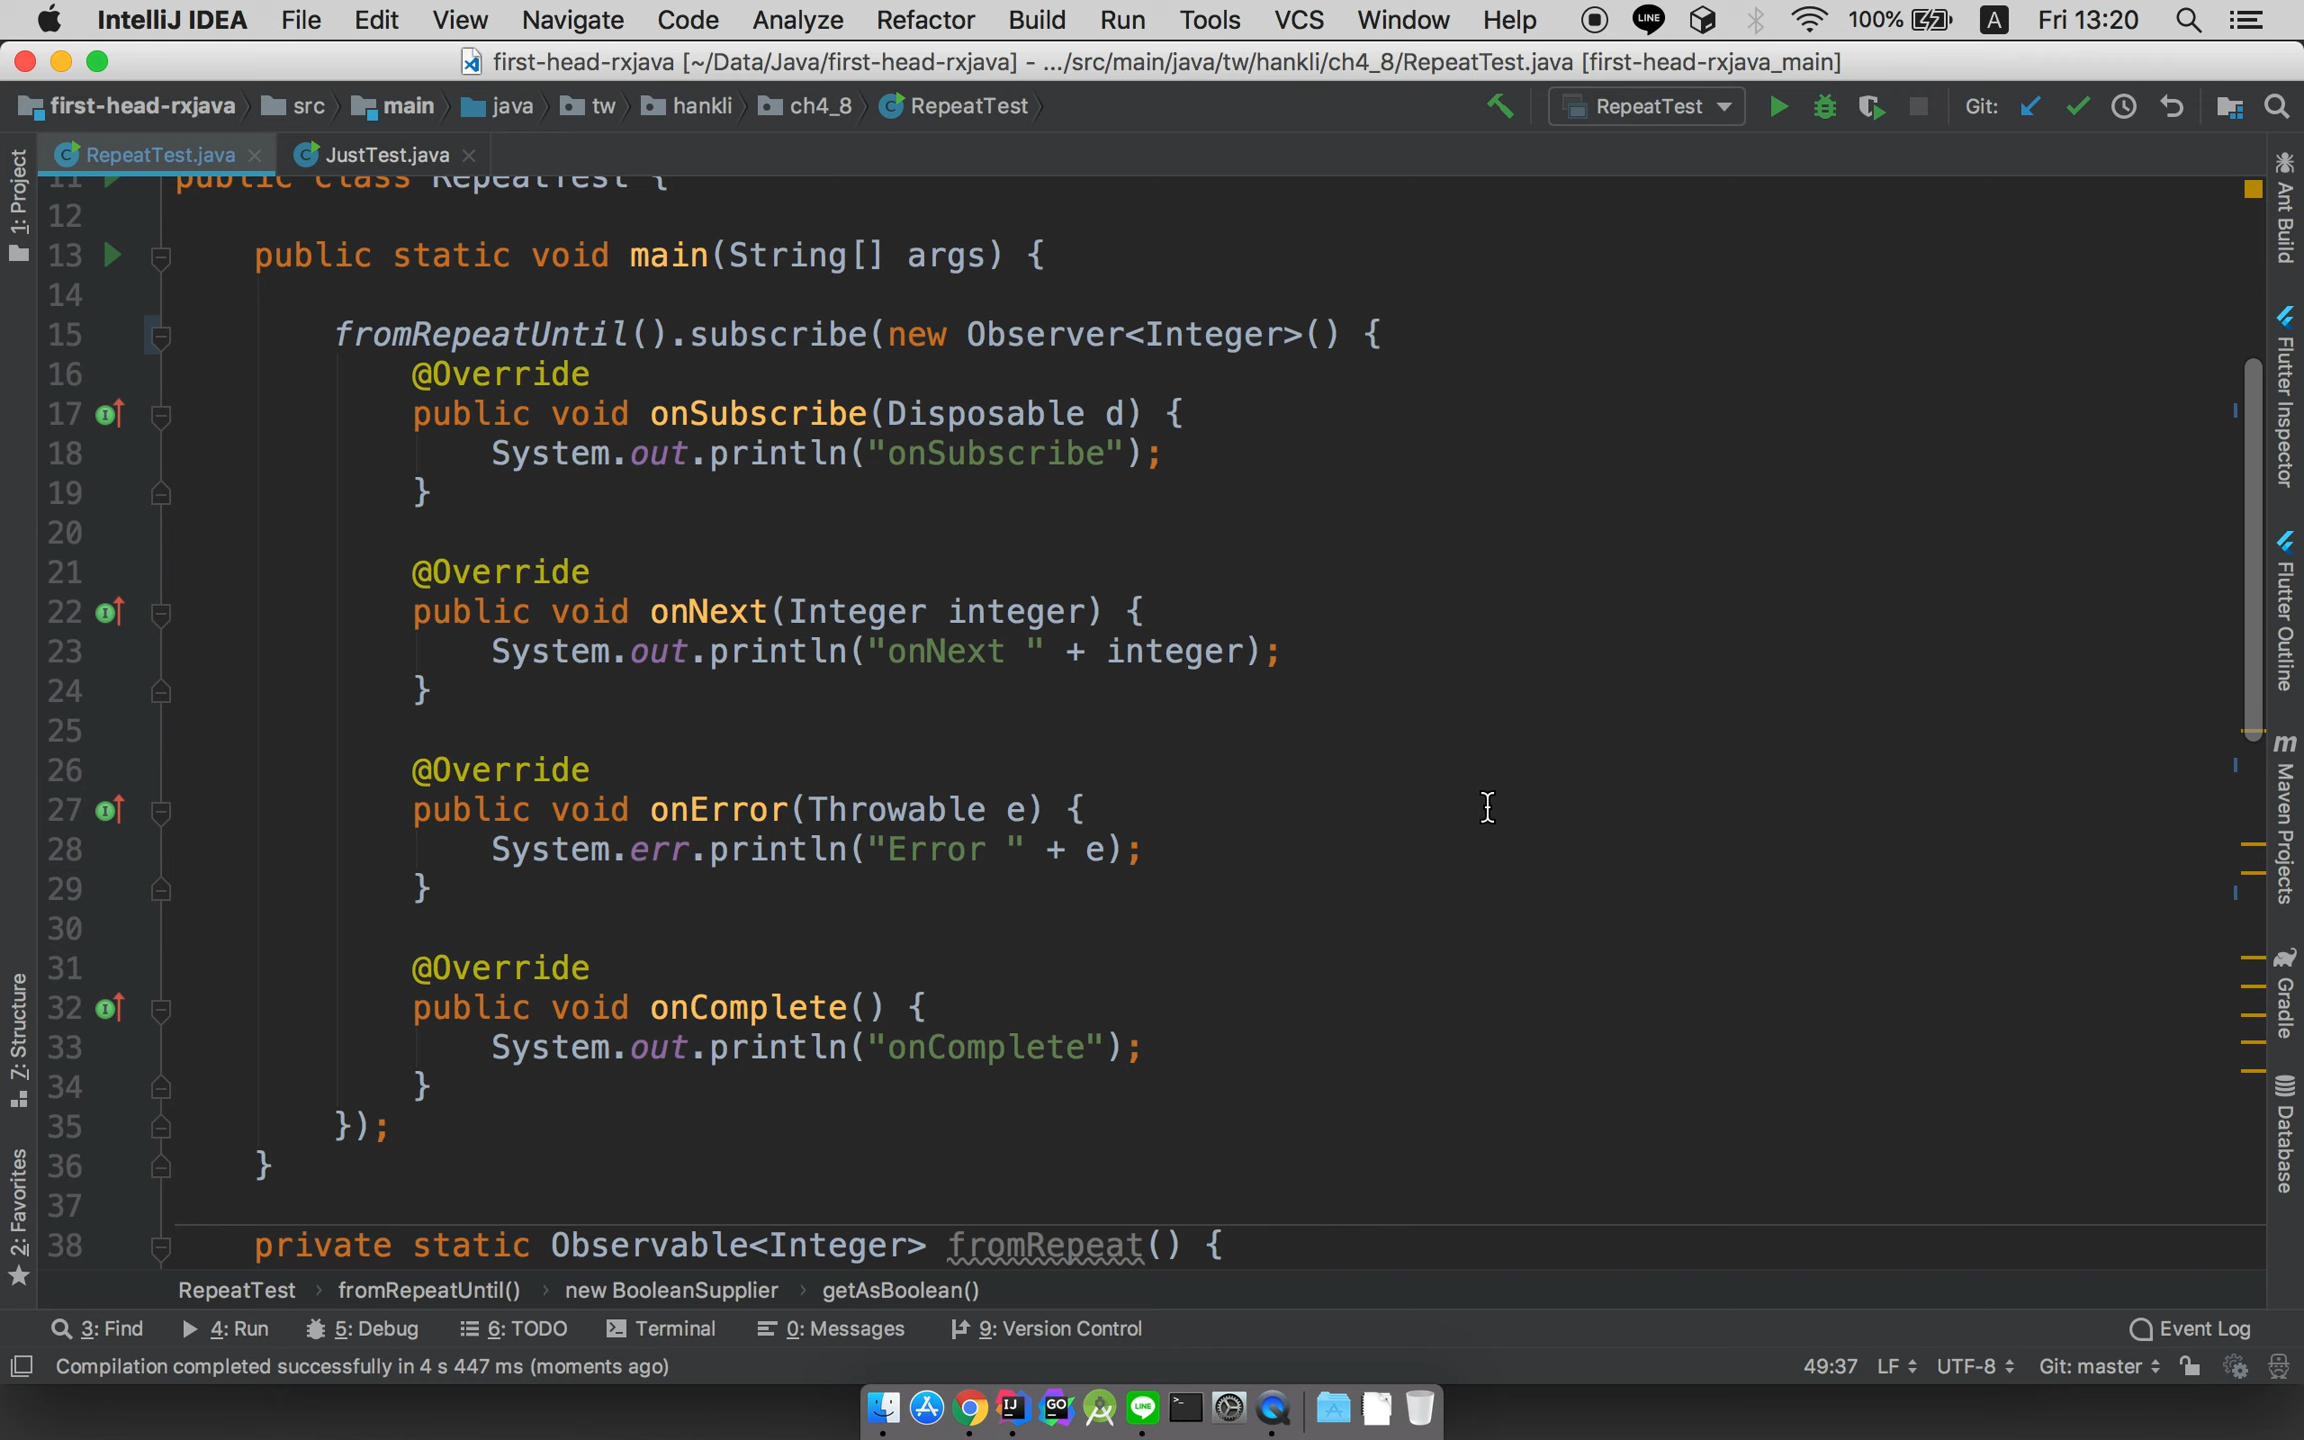 IntelliJ IDEA File Edit View Navigate Code Analyze Refactor Build Run Tools VCS Window Help LINE 100% A Fri 13:20
first-head-rxjava [~/Data/Java/first-head-rxjava] - .../src/main/java/tw/hankli/ch4_8/RepeatTest.java [first-head-rxjava_main]
first-head-rxjava src main java tw hankli ch4_8 RepeatTest RepeatTest Git:
RepeatTest.java JustTest.java
11 public class RepeatTest {
12
13 public static void main(String[] args) {
14
15 fromRepeatUntil().subscribe(new Observer<Integer>() {
16 @Override
17 public void onSubscribe(Disposable d) {
18 System.out.println("onSubscribe");
19 }
20
21 @Override
22 public void onNext(Integer integer) {
23 System.out.println("onNext " + integer);
24 }
25
26 @Override
27 public void onError(Throwable e) {
28 System.err.println("Error " + e);
29 }
30
31 @Override
32 public void onComplete() {
33 System.out.println("onComplete");
34 }
35 });
36 }
37
38 private static Observable<Integer> fromRepeat() {
1: Project
7: Structure
2: Favorites
Ant Build
Flutter Inspector
Flutter Outline
Maven Projects
Gradle
Database
RepeatTest fromRepeatUntil() new BooleanSupplier getAsBoolean()
3: Find 4: Run 5: Debug 6: TODO Terminal 0: Messages 9: Version Control Event Log
Compilation completed successfully in 4 s 447 ms (moments ago) 49:37 LF UTF-8 Git: master
IJ GO LINE